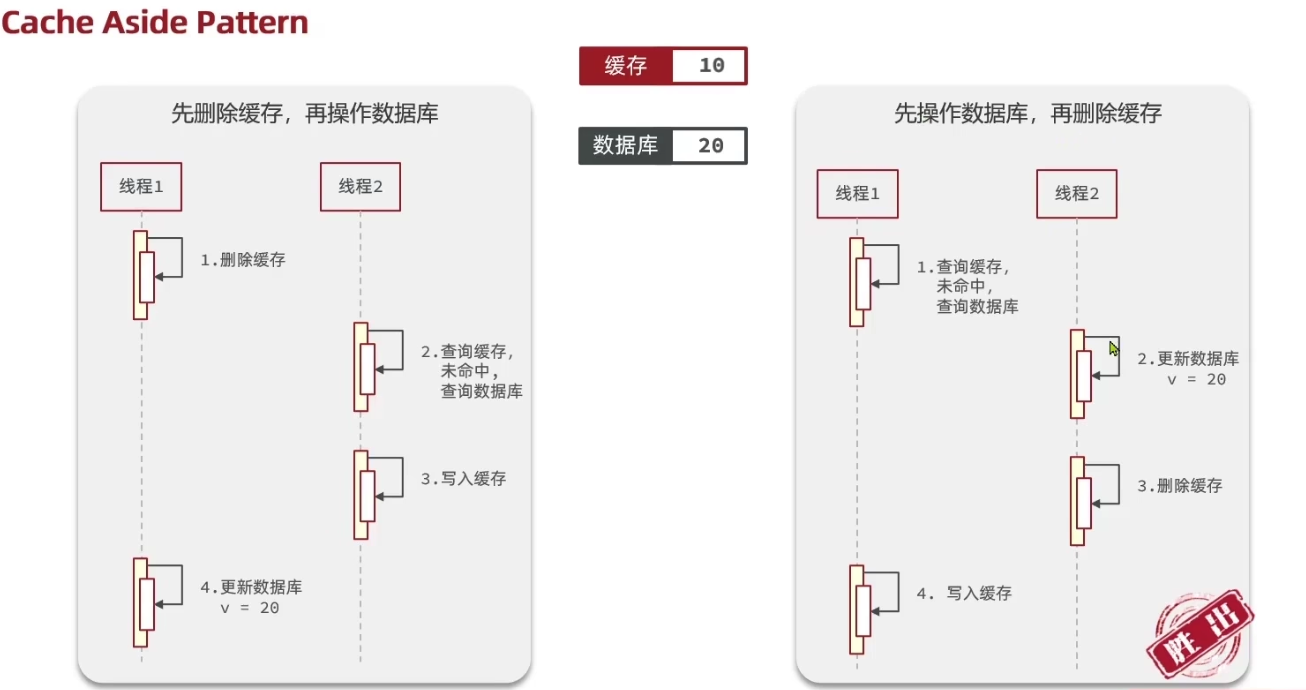 Cache Aside Pattern
缓存 10
数据库 20
先删除缓存，再操作数据库
线程1
线程2
1.删除缓存
2.查询缓存，
未命中，
查询数据库
3.写入缓存
4.更新数据库
v = 20
先操作数据库，再删除缓存
线程1
线程2
1.查询缓存，
未命中，
查询数据库
2.更新数据库
v = 20
3.删除缓存
4. 写入缓存
胜出